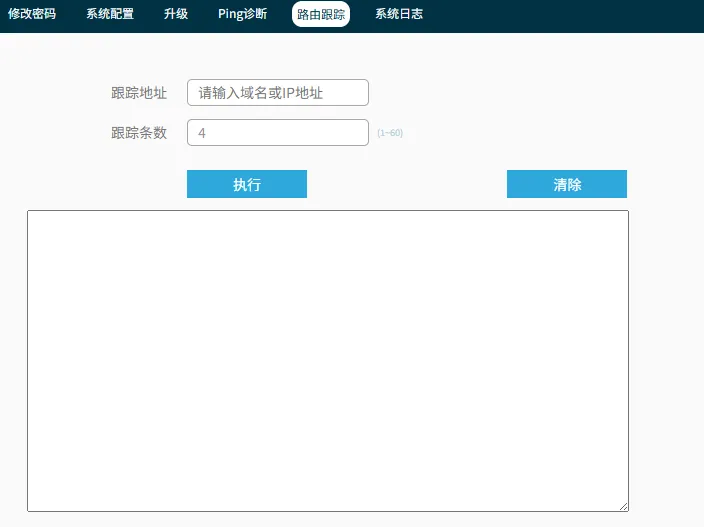 修改密码 系统配置 升级 Ping诊断 路由跟踪 系统日志
跟踪地址 请输入域名或IP地址
跟踪条数 4 (1~60)
执行 清除